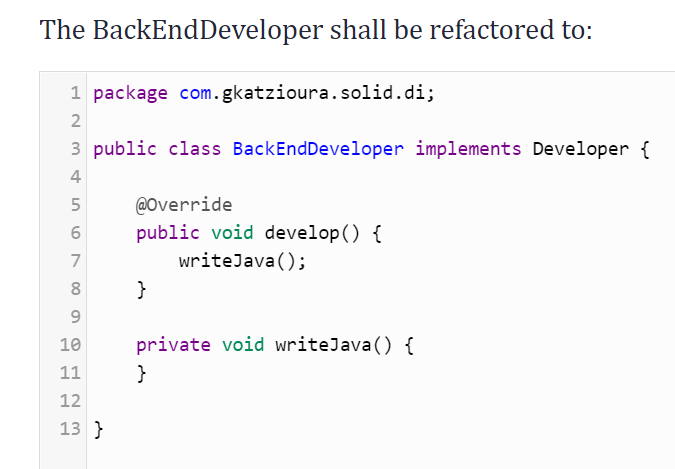 The BackEndDeveloper shall be refactored to:
1 package com.gkatzioura.solid.di;
2
3 public class BackEndDeveloper implements Developer {
4
5     @Override
6     public void develop() {
7         writeJava();
8     }
9
10     private void writeJava() {
11     }
12
13 }